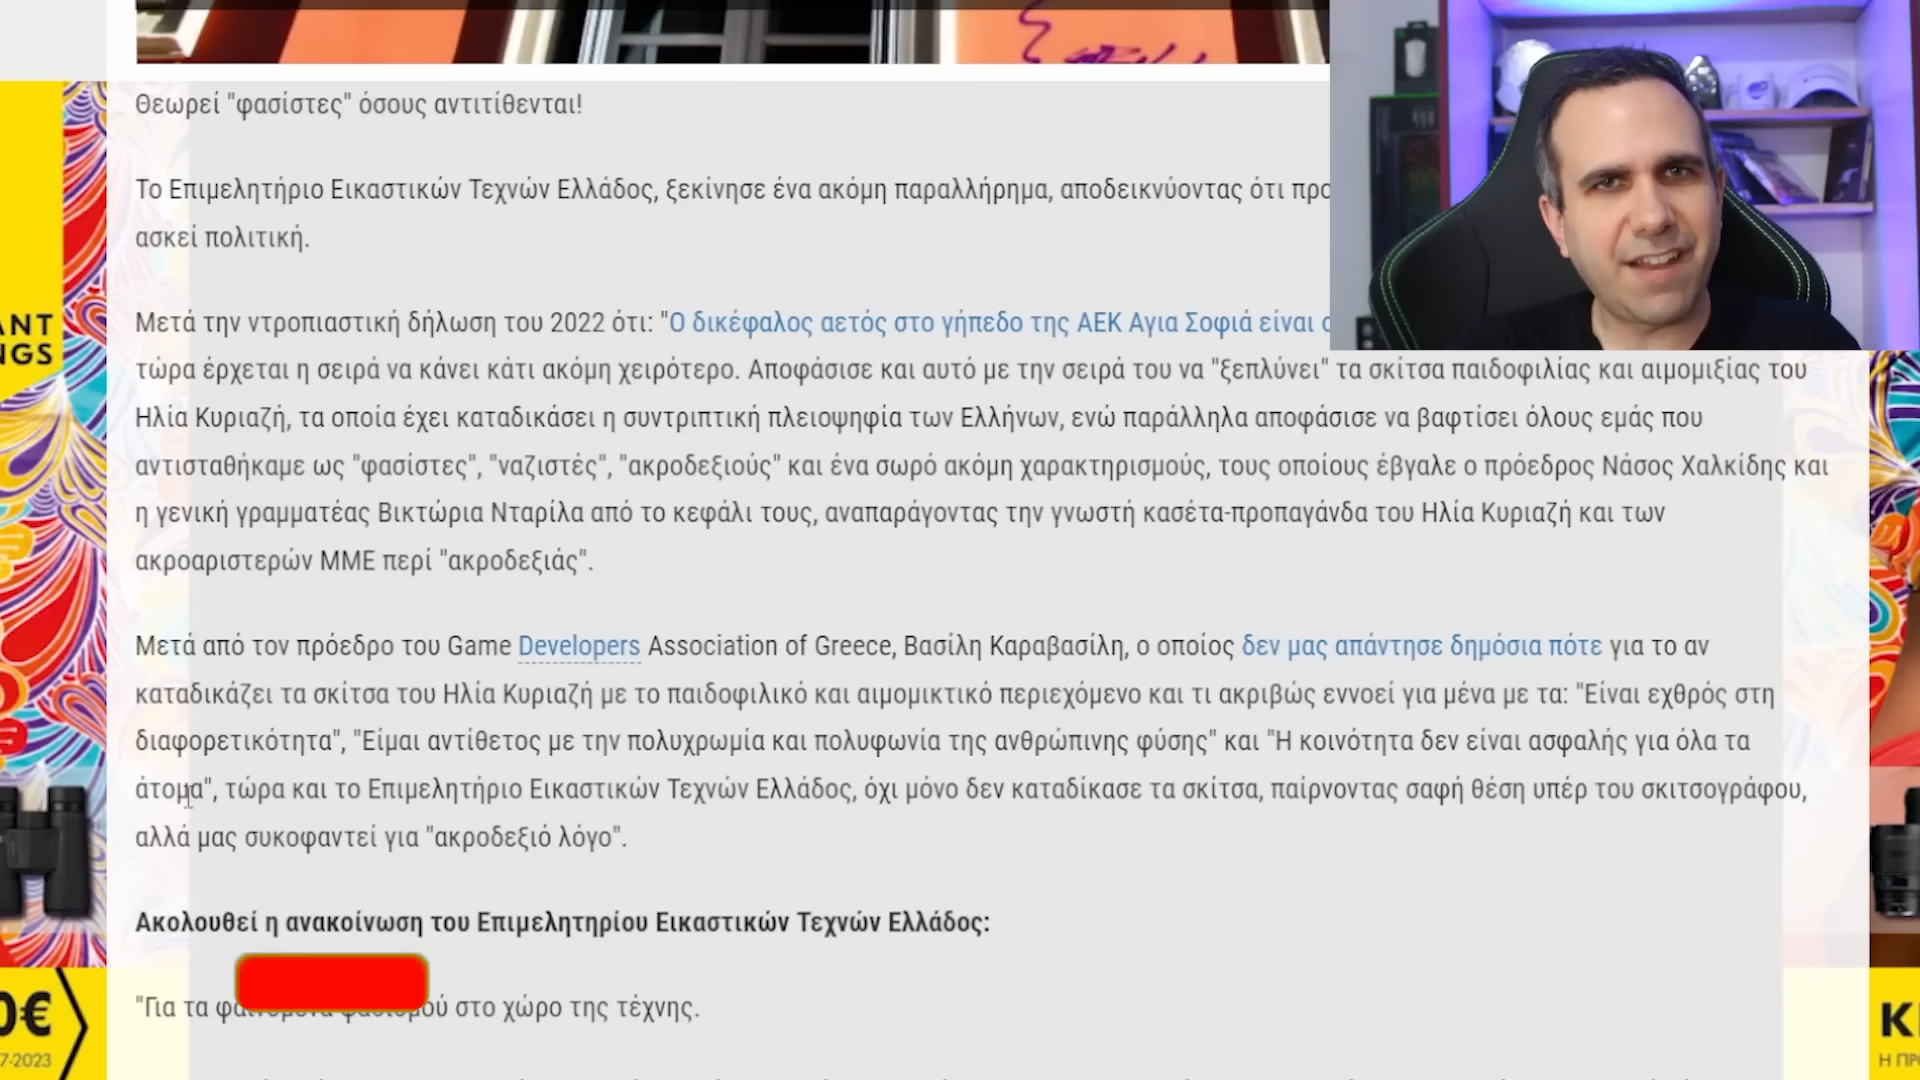 Θεωρεί "φασίστες" όσους αντιτίθενται!
Το Επιμελητήριο Εικαστικών Τεχνών Ελλάδος, ξεκίνησε ένα ακόμη παραλλήρημα, αποδεικνύοντας ότι
ασκεί πολιτική.
Μετά την ντροπιαστική δήλωση του 2022 ότι: "Ο δικέφαλος αετός στο γήπεδο της ΑΕΚ Αγια Σοφιά είναι
τώρα έρχεται η σειρά να κάνει κάτι ακόμη χειρότερο. Αποφάσισε και αυτό με την σειρά του να "ξεπλύνει" τα σκίτσα παιδοφιλίας και αιμομιξίας του
Ηλία Κυριαζή, τα οποία έχει καταδικάσει η συντριπτική πλειοψηφία των Ελλήνων, ενώ παράλληλα αποφάσισε να βαφτίσει όλους εμάς που
αντισταθήκαμε ως "φασίστες", "ναζιστές", "ακροδεξιούς" και ένα σωρό ακόμη χαρακτηρισμούς, τους οποίους έβγαλε ο πρόεδρος Νάσος Χαλκίδης και
η γενική γραμματέας Βικτώρια Νταρίλα από το κεφάλι τους, αναπαράγοντας την γνωστή κασέτα-προπαγάνδα του Ηλία Κυριαζή και των
ακροαριστερών ΜΜΕ περί "ακροδεξιάς".
Μετά από τον πρόεδρο του Game Developers Association of Greece, Βασίλη Καραβασίλη, ο οποίος δεν μας απάντησε δημόσια πότε για το αν
καταδικάζει τα σκίτσα του Ηλία Κυριαζή με το παιδοφιλικό και αιμομικτικό περιεχόμενο και τι ακριβώς εννοεί για μένα με τα: "Είναι εχθρός στη
διαφορετικότητα", "Είμαι αντίθετος με την πολυχρωμία και πολυφωνία της ανθρώπινης φύσης" και "Η κοινότητα δεν είναι ασφαλής για όλα τα
άτομα", τώρα και το Επιμελητήριο Εικαστικών Τεχνών Ελλάδος, όχι μόνο δεν καταδίκασε τα σκίτσα, παίρνοντας σαφή θέση υπέρ του σκιτσογράφου,
αλλά μας συκοφαντεί για "ακροδεξιό λόγο".
Ακολουθεί η ανακοίνωση του Επιμελητηρίου Εικαστικών Τεχνών Ελλάδος:
"Για τα στο χώρο της τέχνης.
ANT
NGS
0€
7-2023